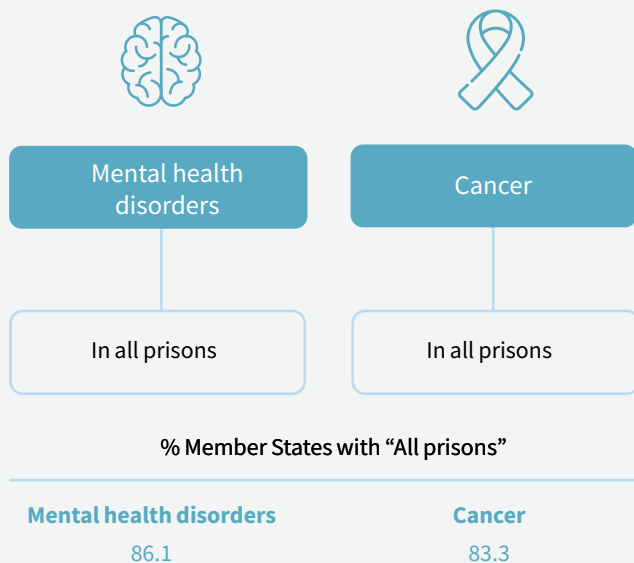 Mental health
disorders
Cancer
In all prisons
In all prisons
% Member States with “All prisons”
Mental health disorders
Cancer
86.1
83.3